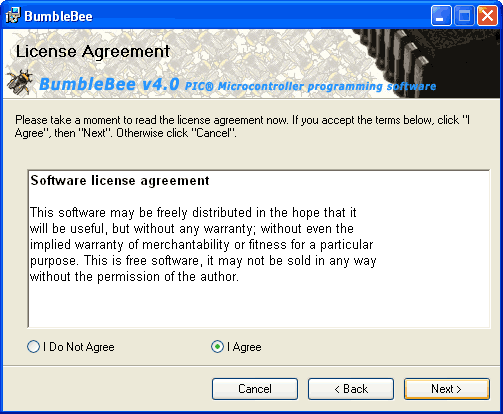 BumbleBee
License Agreement
BumbleBee v4.0 PIC® Microcontroller programming software
Please take a moment to read the license agreement now. If you accept the terms below, click "I
Agree", then "Next". Otherwise click "Cancel".
Software license agreement
This software may be freely distributed in the hope that it
will be useful, but without any warranty; without even the
implied warranty of merchantability or fitness for a particular
purpose. This is free software, it may not be sold in any way
without the permission of the author.
I Do Not Agree
I Agree
Cancel
< Back
Next >